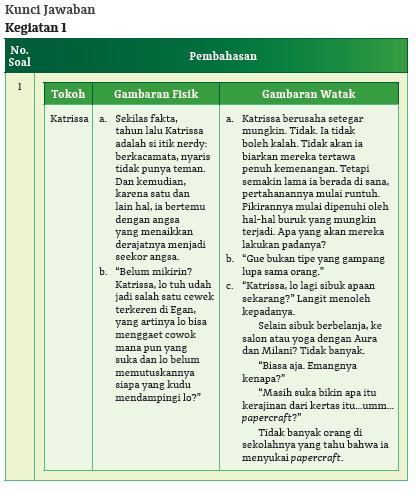 Kunci Jawaban
Kegiatan 1
No. Soal
Pembahasan
1
Tokoh
Gambaran Fisik
Gambaran Watak
Katrissa
a. Sekilas fakta,
tahun lalu Katrissa
adalah si itik nerdy:
berkacamata, nyaris
tidak punya teman.
Dan kemudian,
karena satu dan
lain hal, ia bertemu
dengan angsa
yang menaikkan
derajatnya menjadi
seekor angsa.
b. “Belum mikirin?
Katrissa, lo tuh udah
jadi salah satu cewek
terkeren di Egan,
yang artinya lo bisa
menggaet cowok
mana pun yang
suka dan lo belum
memutuskannya
siapa yang kudu
mendampingi lo?”
a. Katrissa berusaha setegar
mungkin. Tidak. Ia tidak
boleh kalah. Tidak akan ia
biarkan mereka tertawa
penuh kemenangan. Tetapi
semakin lama ia berada di sana,
pertahanannya mulai runtuh.
Pikirannya mulai dipenuhi oleh
hal-hal buruk yang mungkin
terjadi. Apa yang akan mereka
lakukan padanya?
b. “Gue bukan tipe yang gampang
lupa sama orang.”
c. “Katrissa, lo lagi sibuk apaan
sekarang?” Langit menoleh
kepadanya.
Selain sibuk berbelanja, ke
salon atau yoga dengan Aura
dan Milani? Tidak banyak.
“Biasa aja. Emangnya
kenapa?”
“Masih suka bikin apa itu
kerajinan dari kertas itu...umm...
papercraft?”
Tidak banyak orang di
sekolahnya yang tahu bahwa ia
menyukai papercraft.